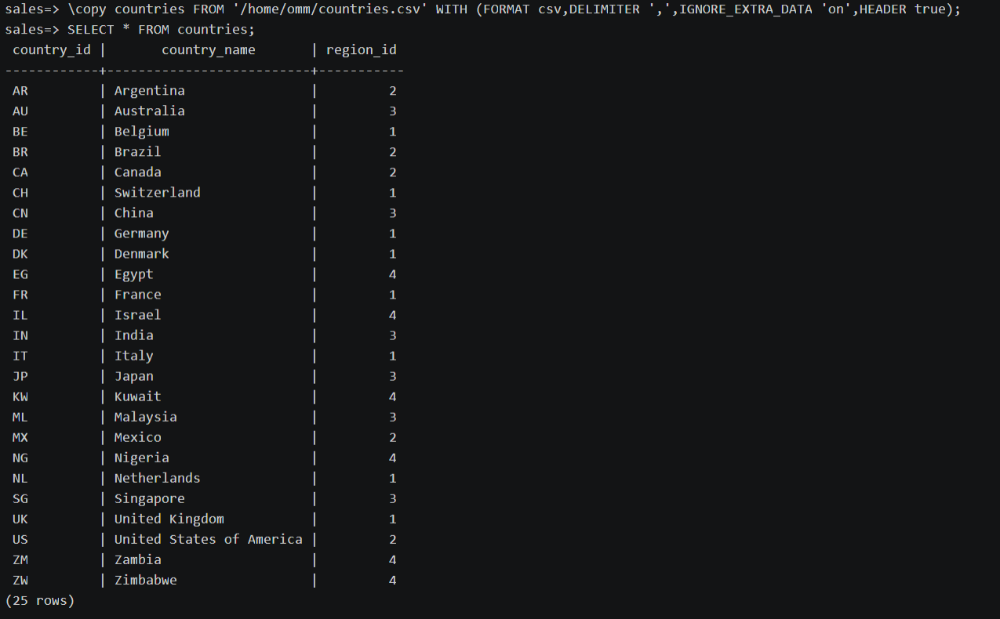 sales=> \copy countries FROM '/home/omm/countries.csv' WITH (FORMAT csv,DELIMITER ',',IGNORE_EXTRA_DATA 'on',HEADER true);
sales=> SELECT * FROM countries;
 country_id |       country_name       | region_id
------------+--------------------------+-----------
 AR         | Argentina                |         2
 AU         | Australia                |         3
 BE         | Belgium                  |         1
 BR         | Brazil                   |         2
 CA         | Canada                   |         2
 CH         | Switzerland              |         1
 CN         | China                    |         3
 DE         | Germany                  |         1
 DK         | Denmark                  |         1
 EG         | Egypt                    |         4
 FR         | France                   |         1
 IL         | Israel                   |         4
 IN         | India                    |         3
 IT         | Italy                    |         1
 JP         | Japan                    |         3
 KW         | Kuwait                   |         4
 ML         | Malaysia                 |         3
 MX         | Mexico                   |         2
 NG         | Nigeria                  |         4
 NL         | Netherlands              |         1
 SG         | Singapore                |         3
 UK         | United Kingdom           |         1
 US         | United States of America |         2
 ZM         | Zambia                   |         4
 ZW         | Zimbabwe                 |         4
(25 rows)